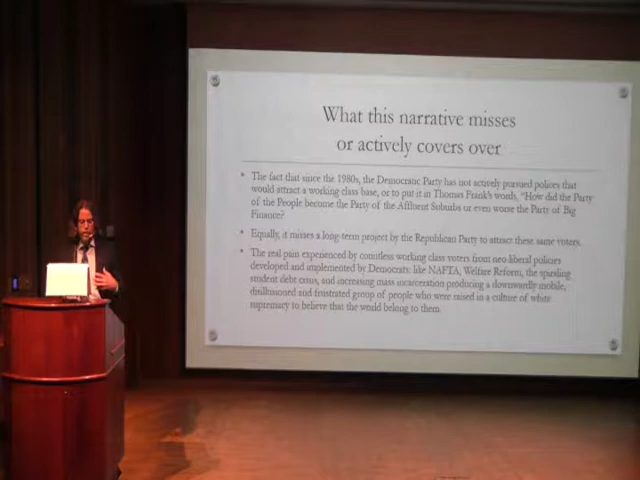 What this narrative misses
or actively covers over
The fact that since the 1980s, the Democratic Party has not actively pursued polices that
would attract a working class base, or to put it in Thomas Frank's words, "How did the Party
of the People become the Party of the Affluent Suburbs or even worse the Party of Big
Finance?
Equally, it misses a long-term project by the Republican Party to attract these same voters.
The real pain experienced by countless working class voters from neo-liberal policies
developed and implemented by Democrats: like NAFTA, Welfare Reform, the spiraling
student debt crisis, and increasing mass incarceration producing a downwardly mobile,
disillusioned and frustrated group of people who were raised in a culture of white
supremacy to believe that the world belong to them.